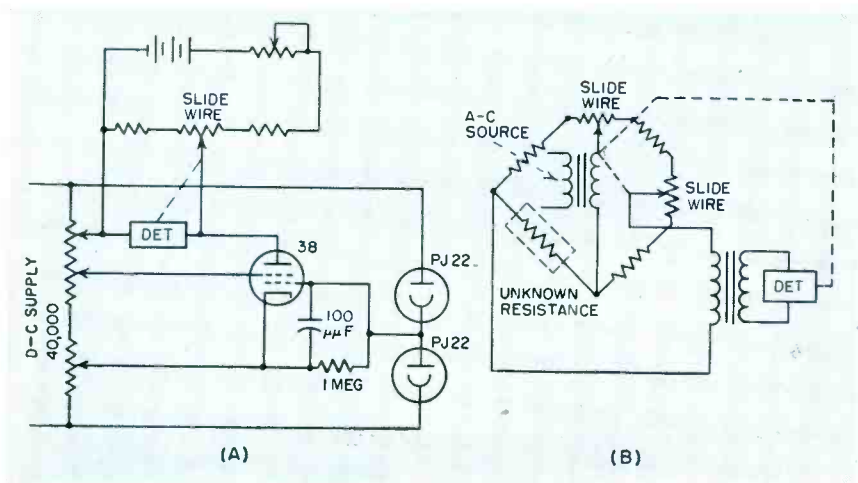 SLIDE
WIRE
DET
38
PJ22
D-C SUPPLY
40,000
100
μμF
1 MEG
PJ22
(A)
SLIDE
WIRE
A-C
SOURCE
SLIDE
WIRE
UNKNOWN
RESISTANCE
DET
(B)